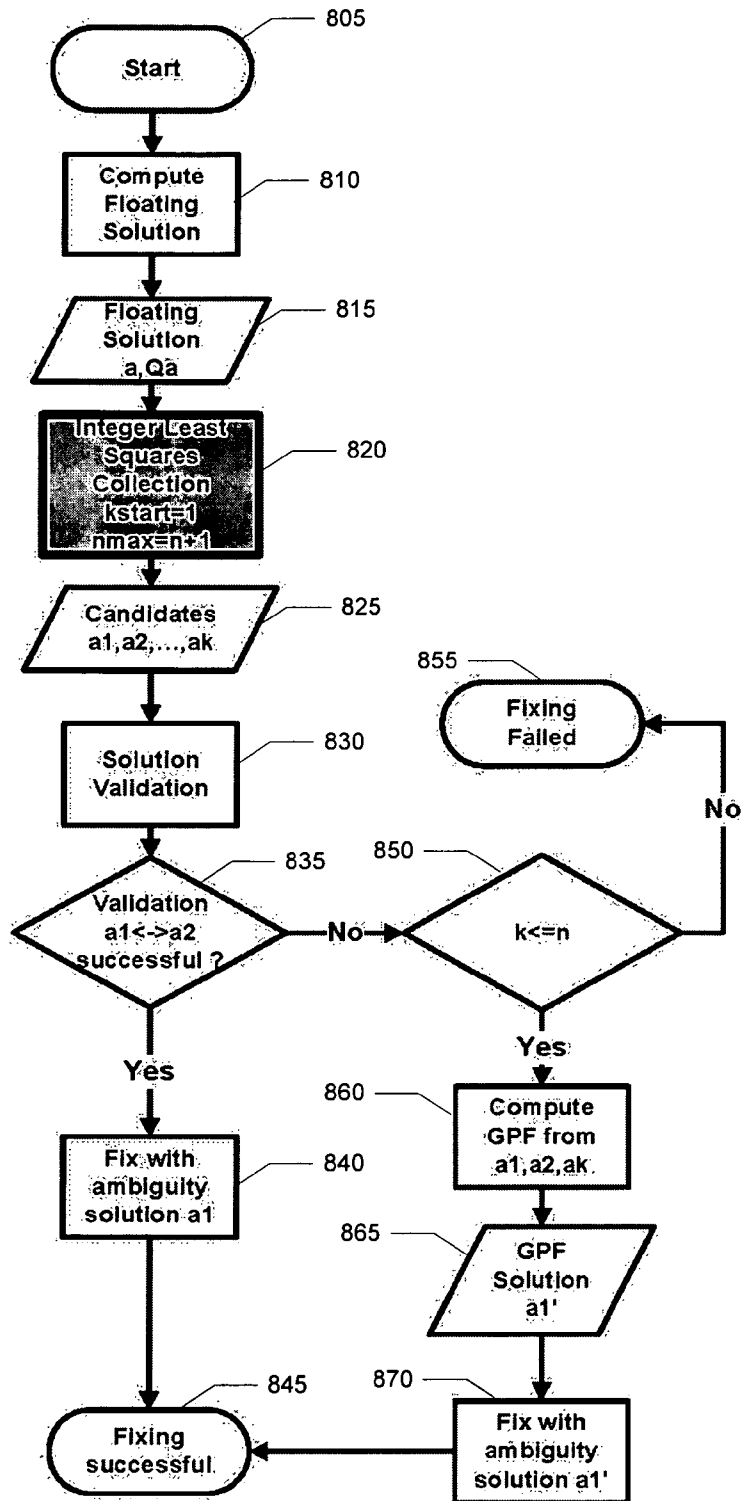 805
Start
810
Compute
Floating
Solution
815
Floating
Solution
a,Qa
820
Integer Least
Squares
Collection
kstart=1
nmax=n+1
825
Candidates
a1,a2,...,ak
830
Solution
Validation
835
Validation
a1<->a2
successful ?
No
Yes
840
Fix with
ambiguity
solution a1
845
Fixing
successful
850
k<=n
No
855
Fixing
Failed
Yes
860
Compute
GPF from
a1,a2,ak
865
GPF
Solution
a1'
870
Fix with
ambiguity
solution a1'